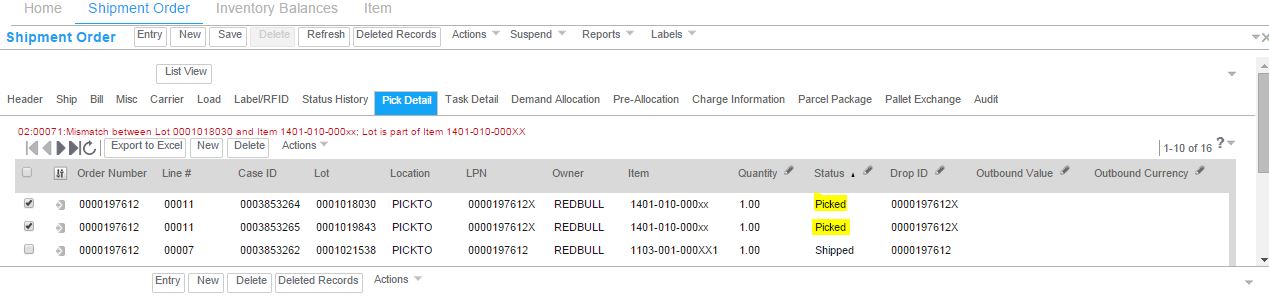 Home Shipment Order Inventory Balances Item
Shipment Order Entry New Save Delete Refresh Deleted Records Actions Suspend Reports Labels
List View
Header Ship Bill Misc Carrier Load Label/RFID Status History Pick Detail Task Detail Demand Allocation Pre-Allocation Charge Information Parcel Package Pallet Exchange Audit
02:00071:Mismatch between Lot 0001018030 and Item 1401-010-000xx; Lot is part of Item 1401-010-000XX
Export to Excel New Delete Actions 1-10 of 16 ?
Order Number Line # Case ID Lot Location LPN Owner Item Quantity Status Drop ID Outbound Value Outbound Currency
0000197612 00011 0003853264 0001018030 PICKTO 0000197612X REDBULL 1401-010-000xx 1.00 Picked 0000197612X
0000197612 00011 0003853265 0001019843 PICKTO 0000197612X REDBULL 1401-010-000xx 1.00 Picked 0000197612X
0000197612 00007 0003853262 0001021538 PICKTO 0000197612 REDBULL 1103-001-000XX1 1.00 Shipped 0000197612
Entry New Delete Deleted Records Actions